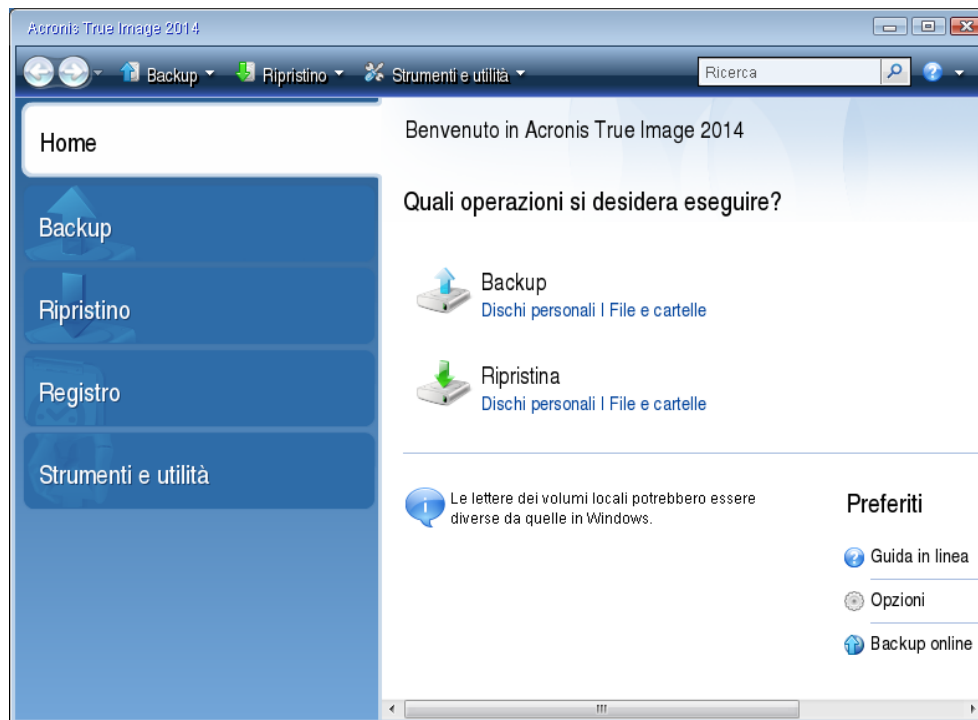 Acronis True Image 2014
Backup Ripristino Strumenti e utilità Ricerca
Home
Backup
Ripristino
Registro
Strumenti e utilità
Benvenuto in Acronis True Image 2014
Quali operazioni si desidera eseguire?
Backup
Dischi personali | File e cartelle
Ripristina
Dischi personali | File e cartelle
Le lettere dei volumi locali potrebbero essere
diverse da quelle in Windows.
Preferiti
Guida in linea
Opzioni
Backup online